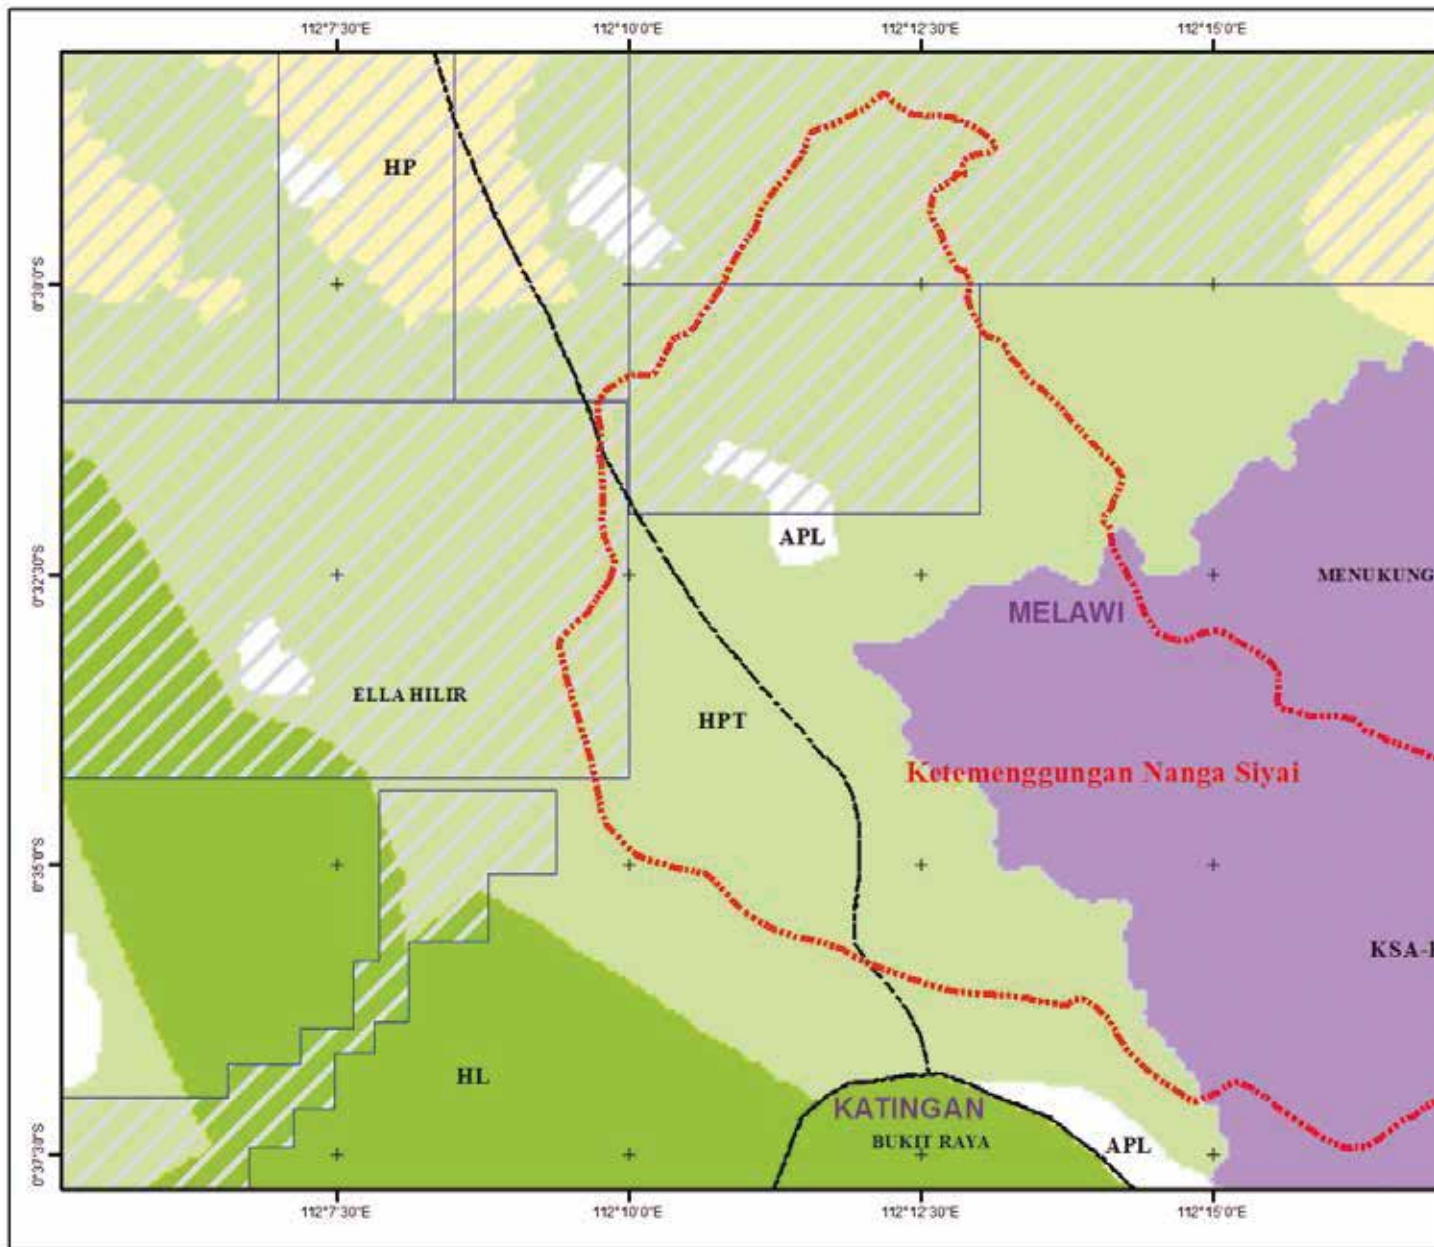 112°7'30"E 112°10'0"E 112°12'30"E 112°15'0"E
HP
0°30'0"S
APL
0°32'30"S
MENUKUNG
MELAWI
ELLA HILIR
HPT
Ketemenggungan Nanga Siyai
0°35'0"S
KSA-
HL
KATINGAN
BUKIT RAYA
APL
0°37'30"S
112°7'30"E 112°10'0"E 112°12'30"E 112°15'0"E